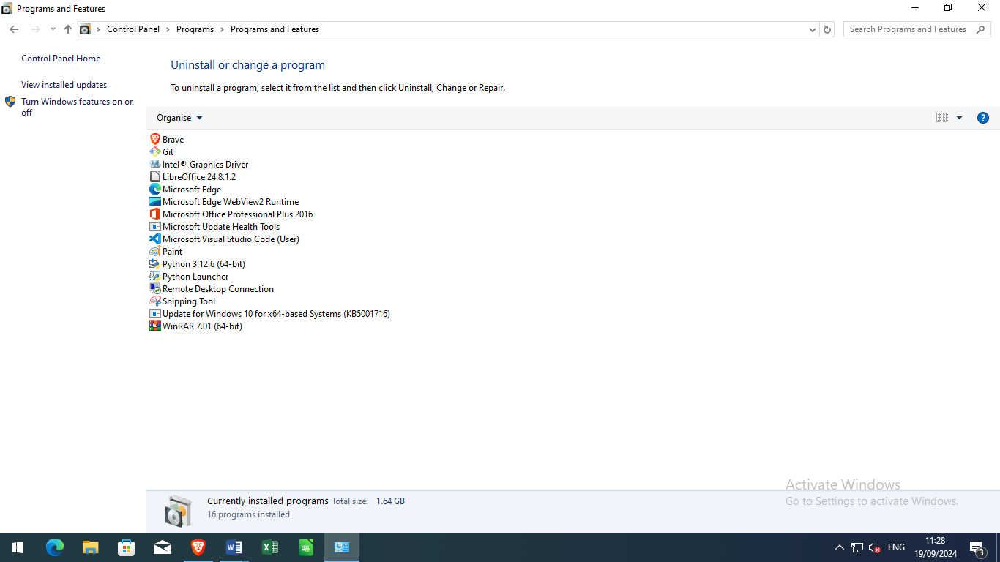 Programs and Features
Control Panel Programs Programs and Features
Search Programs and Features
Control Panel Home
View installed updates
Turn Windows features on or
off
Uninstall or change a program
To uninstall a program, select it from the list and then click Uninstall, Change or Repair.
Organise
Brave
Git
Intel® Graphics Driver
LibreOffice 24.8.1.2
Microsoft Edge
Microsoft Edge WebView2 Runtime
Microsoft Office Professional Plus 2016
Microsoft Update Health Tools
Microsoft Visual Studio Code (User)
Paint
Python 3.12.6 (64-bit)
Python Launcher
Remote Desktop Connection
Snipping Tool
Update for Windows 10 for x64-based Systems (KB5001716)
WinRAR 7.01 (64-bit)
Currently installed programs Total size: 1.64 GB
16 programs installed
Activate Windows
Go to Settings to activate Windows.
ENG
11:28
19/09/2024
3